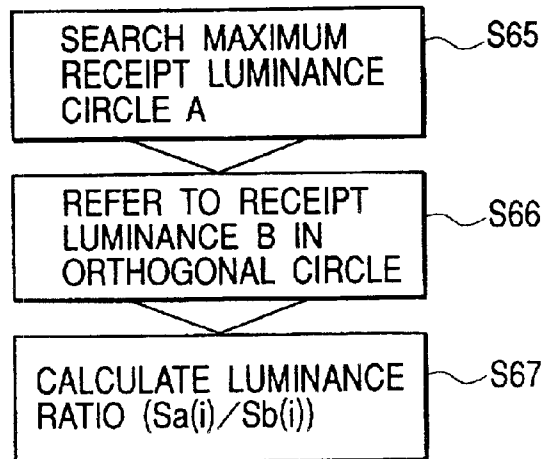 SEARCH MAXIMUM
RECEIPT LUMINANCE
CIRCLE A
S65
REFER TO RECEIPT
LUMINANCE B IN
ORTHOGONAL CIRCLE
S66
CALCULATE LUMINANCE
RATIO (Sa(i)/Sb(i))
S67